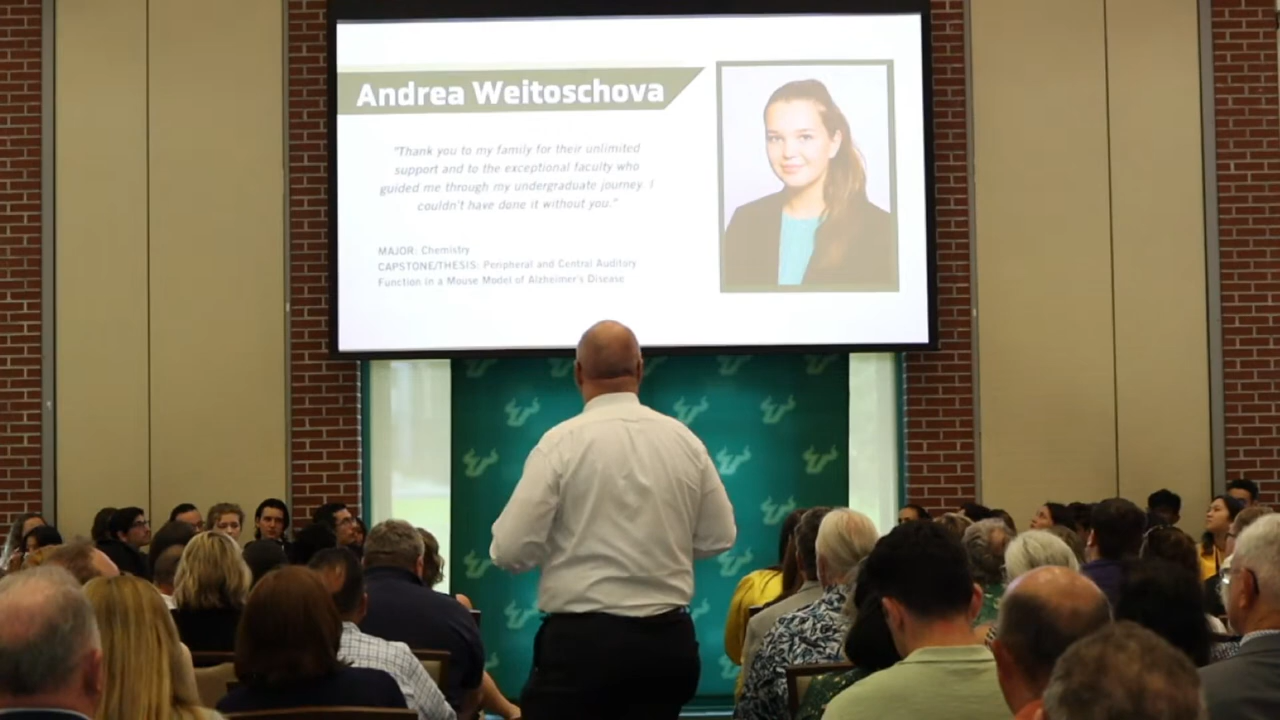 Andrea Weitoschova
"Thank you to my family for their unlimited
support and to the exceptional faculty who
guided me through my undergraduate journey. I
couldn't have done it without you."
MAJOR: Chemistry
CAPSTONE/THESIS: Peripheral and Central Auditory
Function in a Mouse Model of Alzheimer's Disease